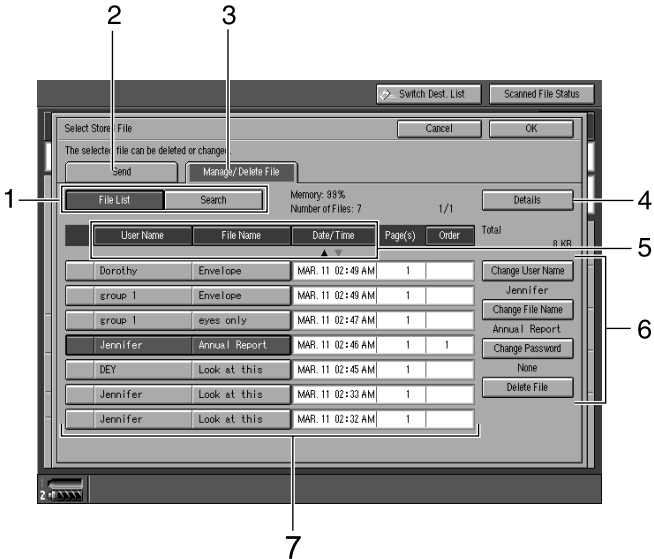 2
3
Switch Dest. List
Scanned File Status
Select Stored File
Cancel
OK
The selected file can be deleted or changed.
Send
Manage/Delete File
1
File List
Search
Memory: 99%
Number of Files: 7
1/1
Details
4
User Name
File Name
Date/Time
Page(s)
Order
Total
8 KB
5
▲ ▼
Dorothy Envelope MAR. 11 02:49 AM 1
Change User Name
group 1 Envelope MAR. 11 02:49 AM 1
Jennifer
Change File Name
group 1 eyes only MAR. 11 02:47 AM 1
Annual Report
6
Jennifer Annual Report MAR. 11 02:46 AM 1 1
Change Password
DEY Look at this MAR. 11 02:45 AM 1
None
Jennifer Look at this MAR. 11 02:33 AM 1
Delete File
Jennifer Look at this MAR. 11 02:32 AM 1
1
2
7